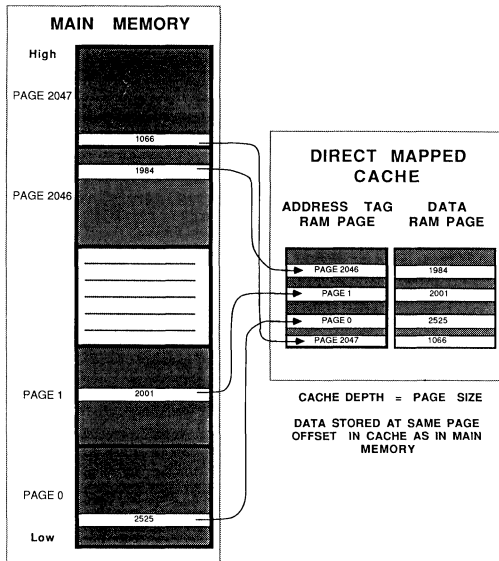 MAIN MEMORY
High
PAGE 2047
1066
1984
PAGE 2046
PAGE 1
2001
PAGE 0
2525
Low
DIRECT MAPPED
CACHE
ADDRESS TAG
RAM PAGE
DATA
RAM PAGE
PAGE 2046
1984
PAGE 1
2001
PAGE 0
2525
PAGE 2047
1066
CACHE DEPTH = PAGE SIZE
DATA STORED AT SAME PAGE
OFFSET IN CACHE AS IN MAIN
MEMORY